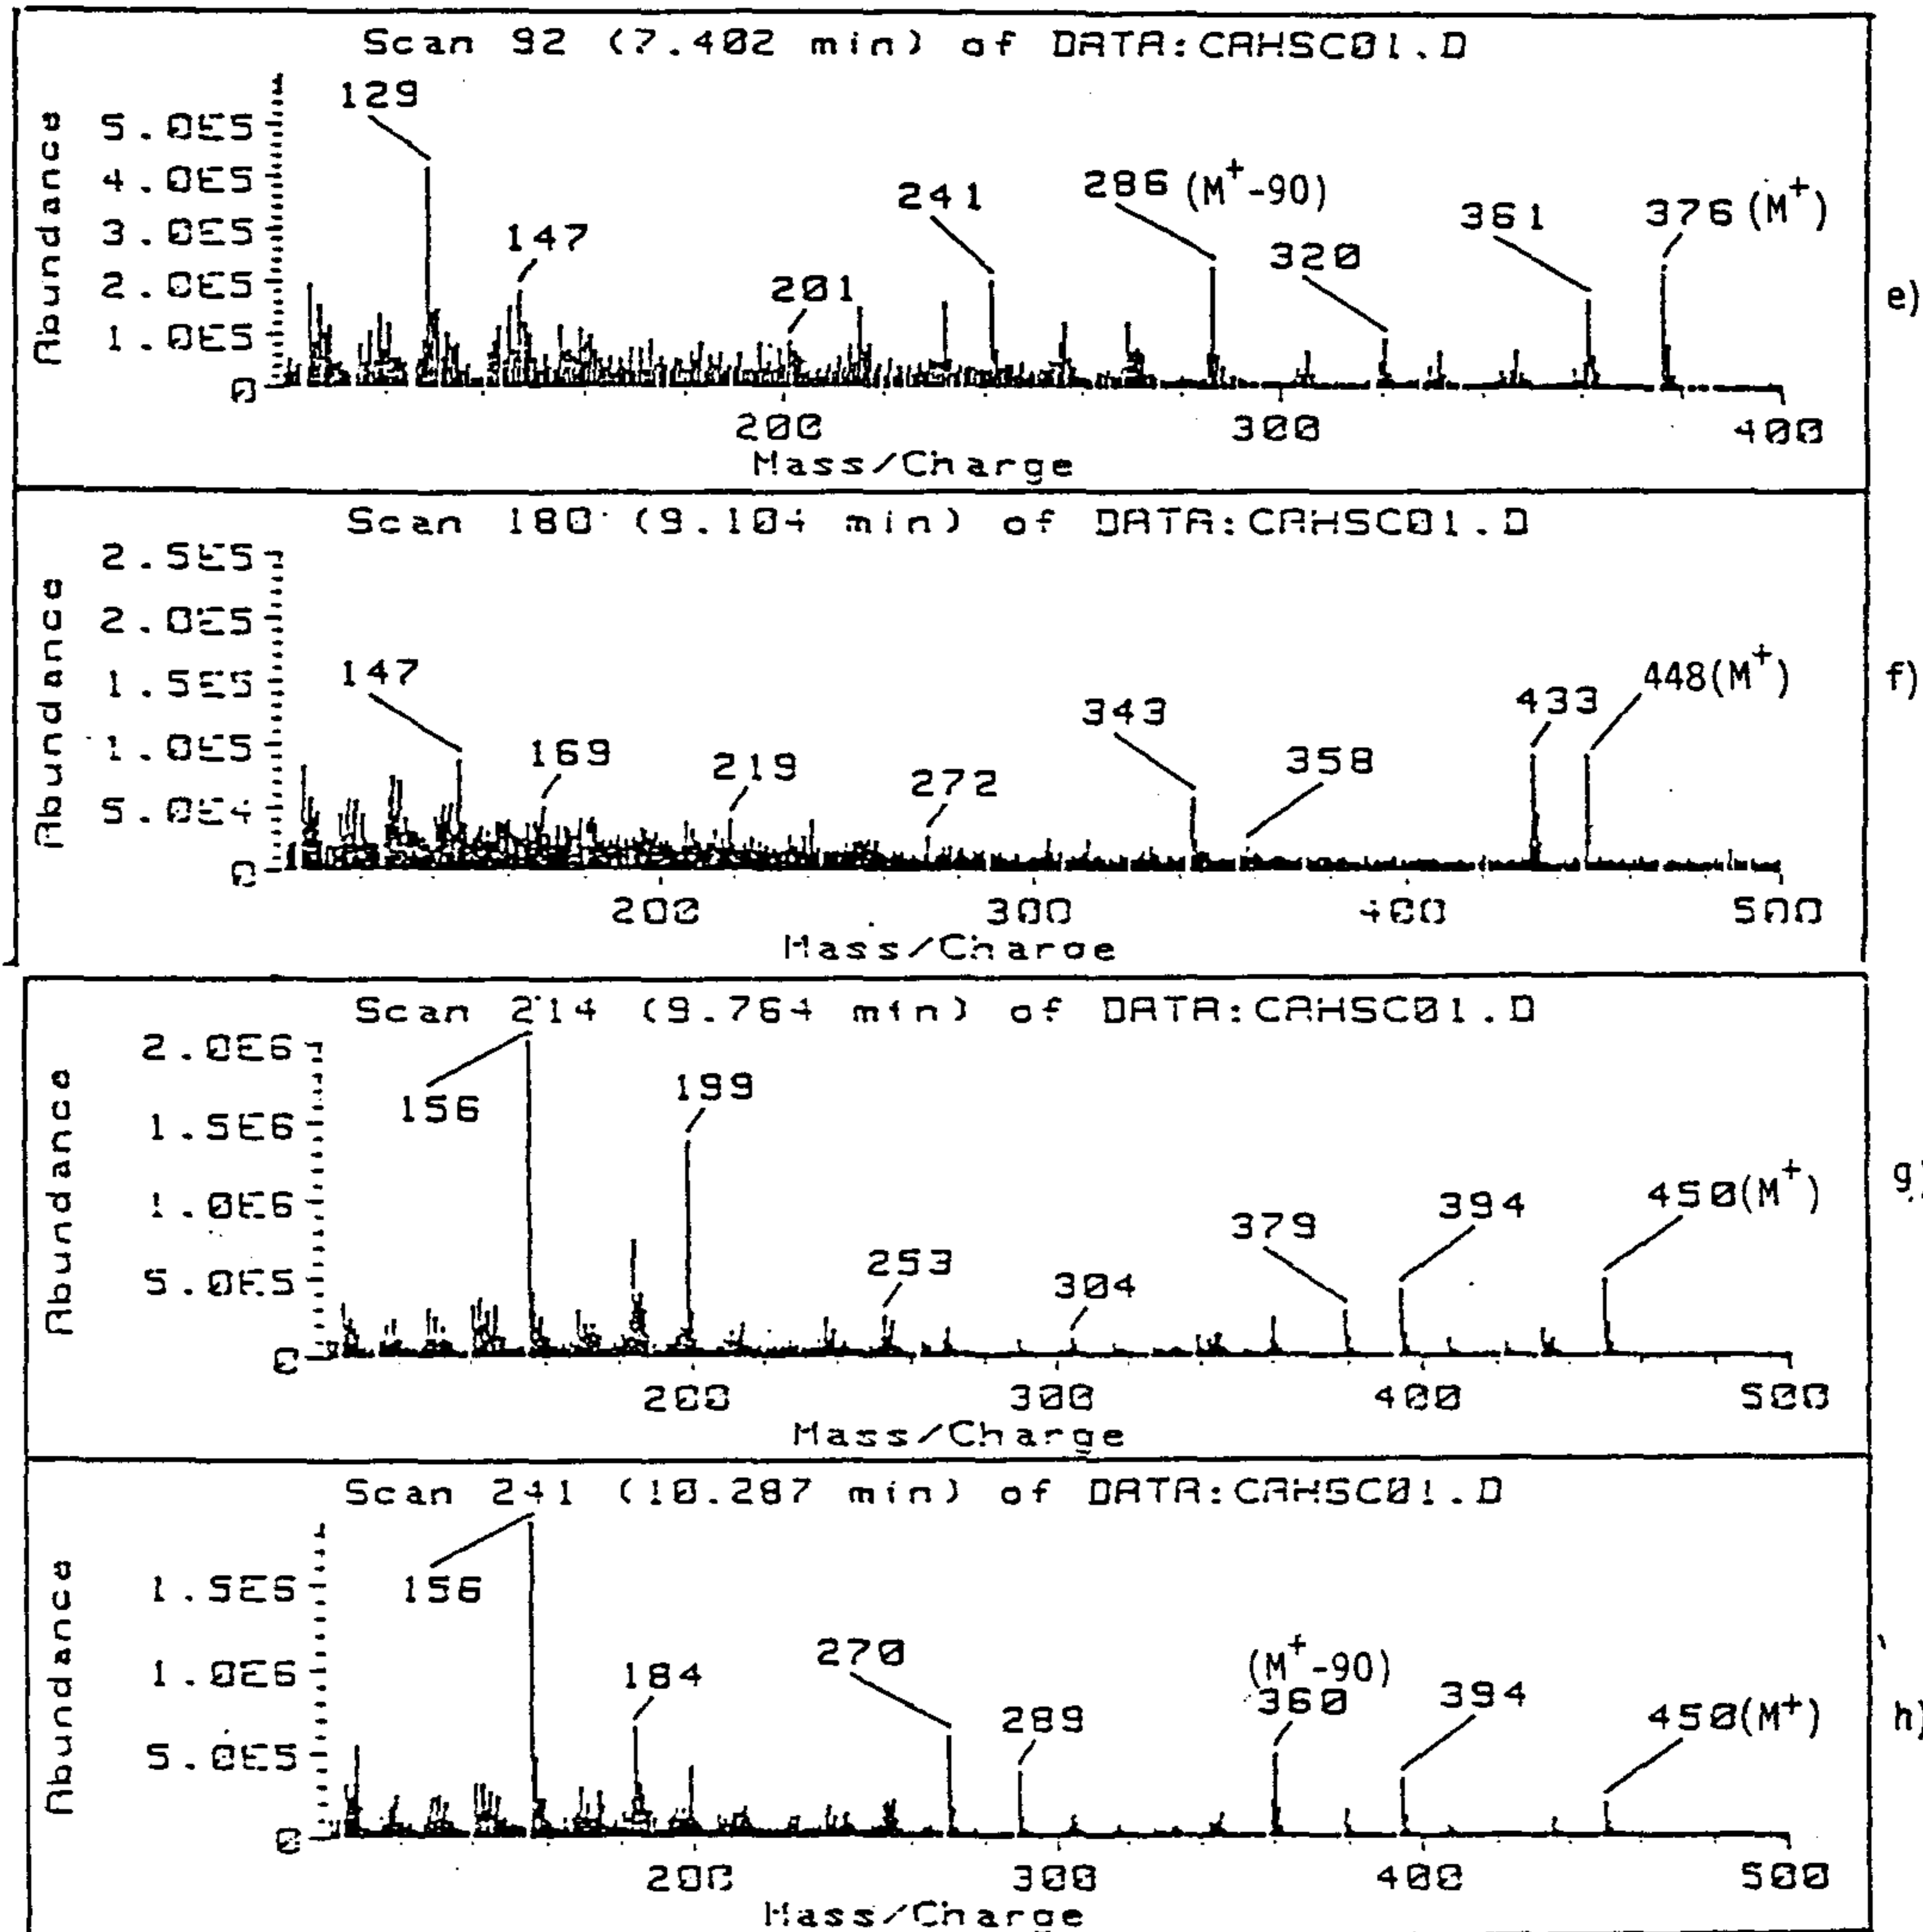 Scan 92 (7.402 min) of DATA:CAHSC01.D
Abundance
5.0E5
4.0E5
3.0E5
2.0E5
1.0E5
0
129
147
201
241
286 (M+-90)
320
361
376 (M+)
e)
200 300 400
Mass/Charge
Scan 180 (9.104 min) of DATA:CAHSC01.D
Abundance
2.5E5
2.0E5
1.5E5
1.0E5
5.0E4
0
147
169
219
272
343
358
433
448(M+)
f)
200 300 400 500
Mass/Charge
Scan 214 (9.764 min) of DATA:CAHSC01.D
Abundance
2.0E6
1.5E6
1.0E6
5.0E5
0
156
199
253
304
379
394
450(M+)
g)
200 300 400 500
Mass/Charge
Scan 241 (10.287 min) of DATA:CAHSC01.D
Abundance
1.5E6
1.0E6
5.0E5
0
156
184
270
289
(M+-90)
360
394
450(M+)
h)
200 300 400 500
Mass/Charge